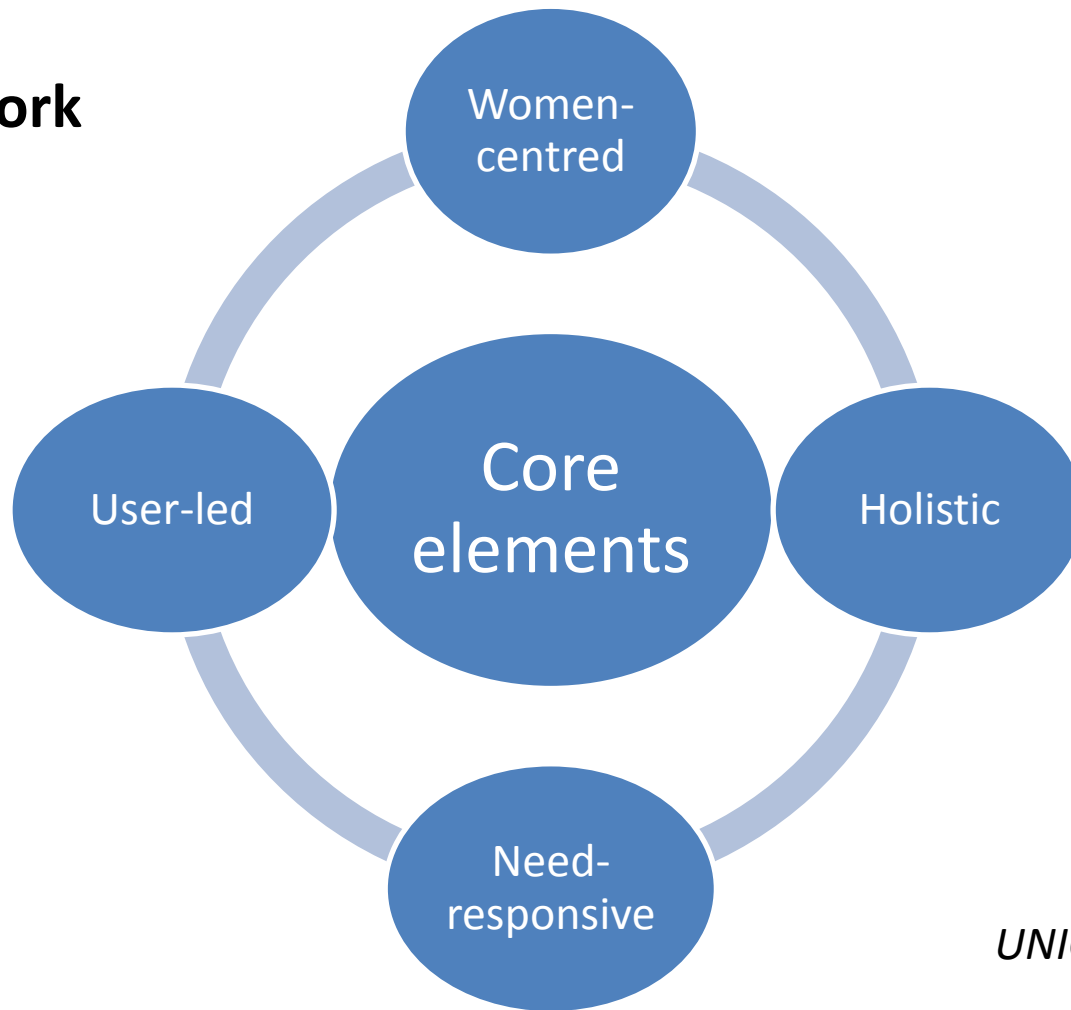 ork
Women-
centred
Core
elements
User-led
Holistic
Need-
responsive
UNI